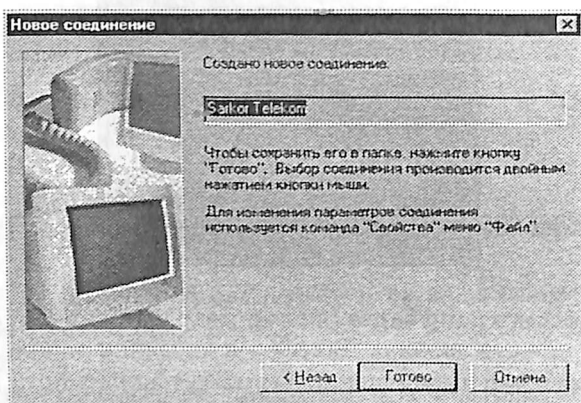 Новое соединение
Создано новое соединение.
Sarkor Telekom
Чтобы сохранить его в папке, нажмите кнопку
"Готово". Выбор соединения производится двойным
нажатием кнопки мыши.
Для изменения параметров соединения
используется команда "Свойства" меню "Файл".
< Назад
Готово
Отмена